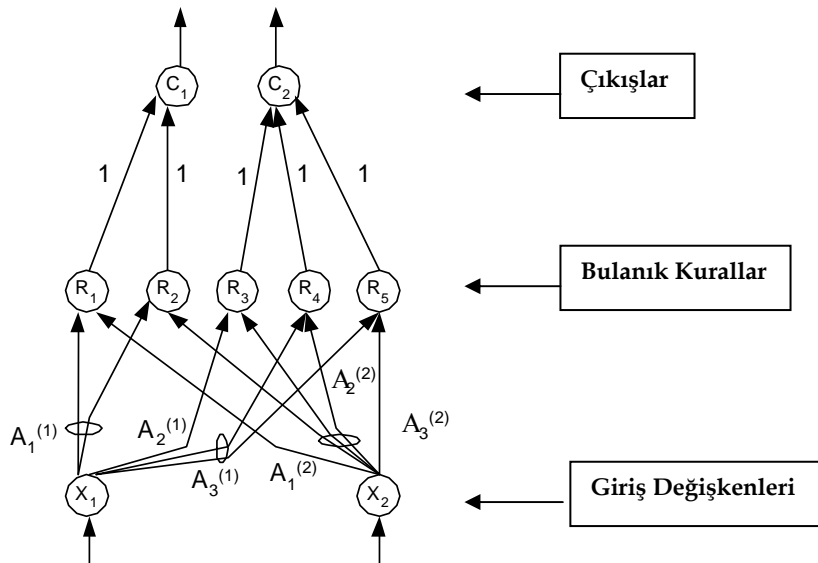 C1 C2 Çıkışlar
1 1 1 1 1
R1 R2 R3 R4 R5 Bulanık Kurallar
A2(2)
A1(1) A2(1) A3(2)
A3(1) A1(2)
X1 X2 Giriş Değişkenleri